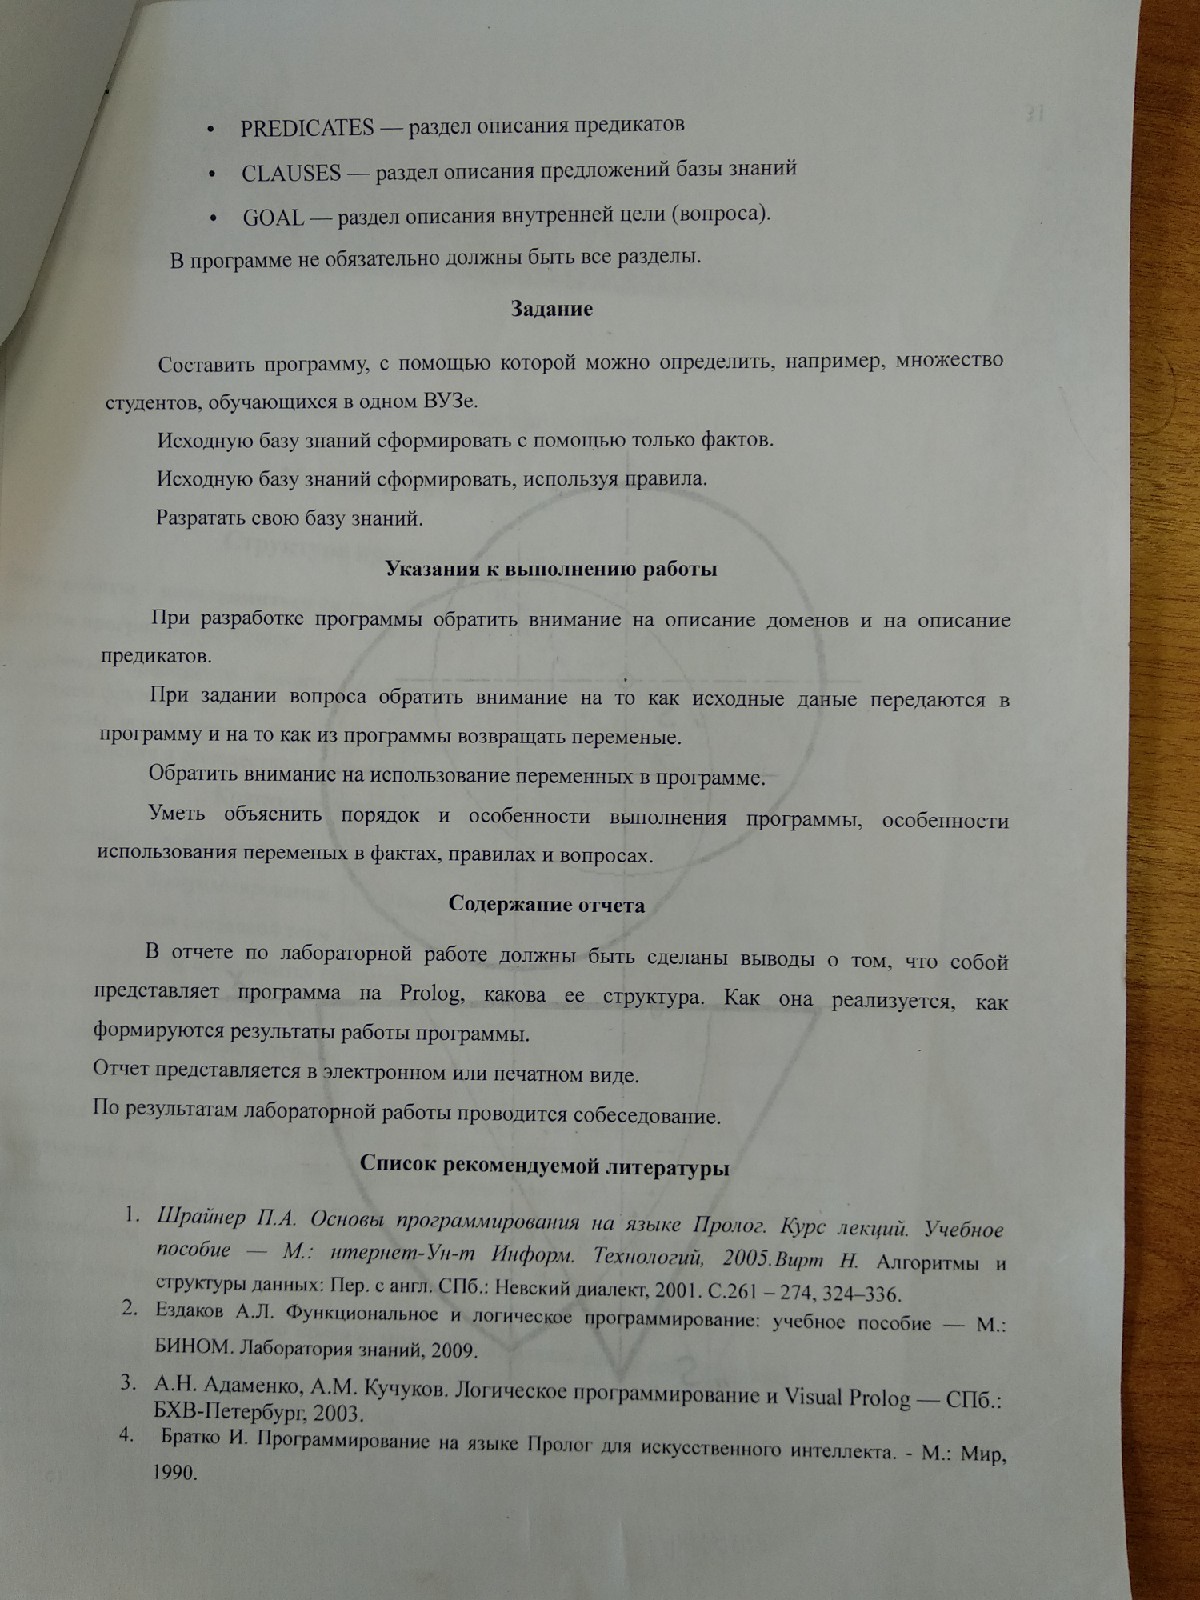 • PREDICATES — раздел описания предикатов
• CLAUSES — раздел описания предложений базы знаний
• GOAL — раздел описания внутренней цели (вопроса).
В программе не обязательно должны быть все разделы.
Задание
Составить программу, с помощью которой можно определить, например, множество
студентов, обучающихся в одном ВУЗе.
Исходную базу знаний сформировать с помощью только фактов.
Исходную базу знаний сформировать, используя правила.
Разратать свою базу знаний.
Указания к выполнению работы
При разработке программы обратить внимание на описание доменов и на описание
предикатов.
При задании вопроса обратить внимание на то как исходные даные передаются в
программу и на то как из программы возвращать переменые.
Обратить внимание на использование переменных в программе.
Уметь объяснить порядок и особенности выполнения программы, особенности
использования переменых в фактах, правилах и вопросах.
Содержание отчета
В отчете по лабораторной работе должны быть сделаны выводы о том, что собой
представляет программа на Prolog, какова ее структура. Как она реализуется, как
формируются результаты работы программы.
Отчет представляется в электронном или печатном виде.
По результатам лабораторной работы проводится собеседование.
Список рекомендуемой литературы
1. Шрайнер П.А. Основы программирования на языке Пролог. Курс лекций. Учебное
пособие — М.: нтернет-Ун-т Информ. Технологий, 2005.Вирт Н. Алгоритмы и
структуры данных: Пер. с англ. СПб.: Невский диалект, 2001. С.261 – 274, 324–336.
2. Ездаков А.Л. Функциональное и логическое программирование: учебное пособие — М.:
БИНОМ. Лаборатория знаний, 2009.
3. А.Н. Адаменко, А.М. Кучуков. Логическое программирование и Visual Prolog — СПб.:
БХВ-Петербург, 2003.
4. Братко И. Программирование на языке Пролог для искусственного интеллекта. - М.: Мир,
1990.